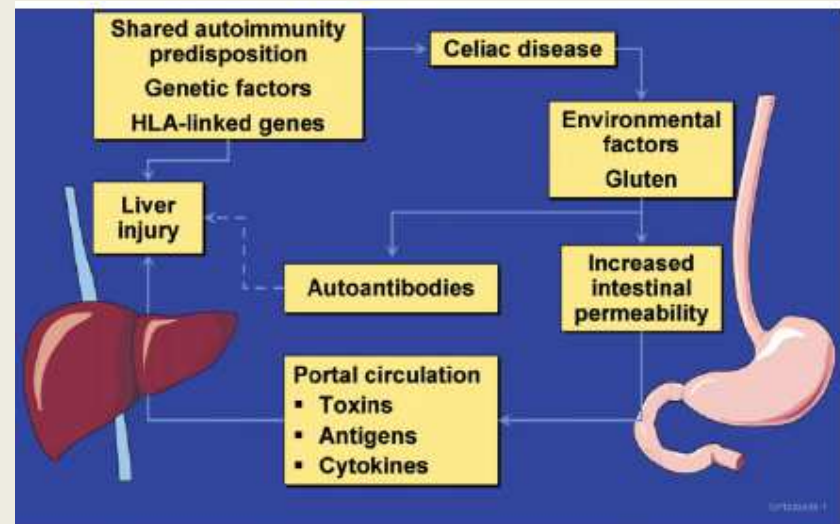 Shared autoimmunity
predisposition
Genetic factors
HLA-linked genes
Celiac disease
Environmental
factors
Gluten
Liver
injury
Autoantibodies
Increased
intestinal
permeability
Portal circulation
▪ Toxins
▪ Antigens
▪ Cytokines